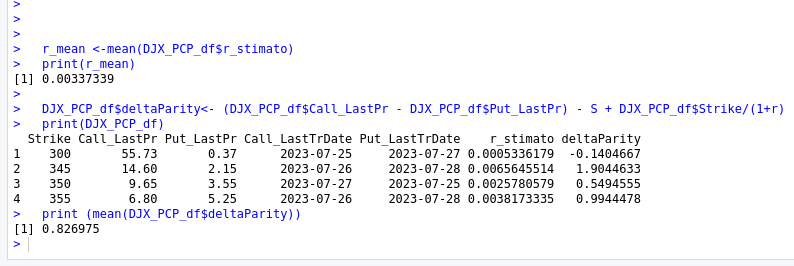 >
>
>
> r_mean <-mean(DJX_PCP_df$r_stimato)
> print(r_mean)
[1] 0.00337339
>
> DJX_PCP_df$deltaParity<- (DJX_PCP_df$Call_LastPr - DJX_PCP_df$Put_LastPr) - S + DJX_PCP_df$Strike/(1+r)
> print(DJX_PCP_df)
Strike Call_LastPr Put_LastPr Call_LastTrDate Put_LastTrDate r_stimato deltaParity
1 300 55.73 0.37 2023-07-25 2023-07-27 0.0005336179 -0.1404667
2 345 14.60 2.15 2023-07-26 2023-07-28 0.0065645514 1.9044633
3 350 9.65 3.55 2023-07-27 2023-07-25 0.0025780579 0.5494555
4 355 6.80 5.25 2023-07-26 2023-07-28 0.0038173335 0.9944478
> print (mean(DJX_PCP_df$deltaParity))
[1] 0.826975
>